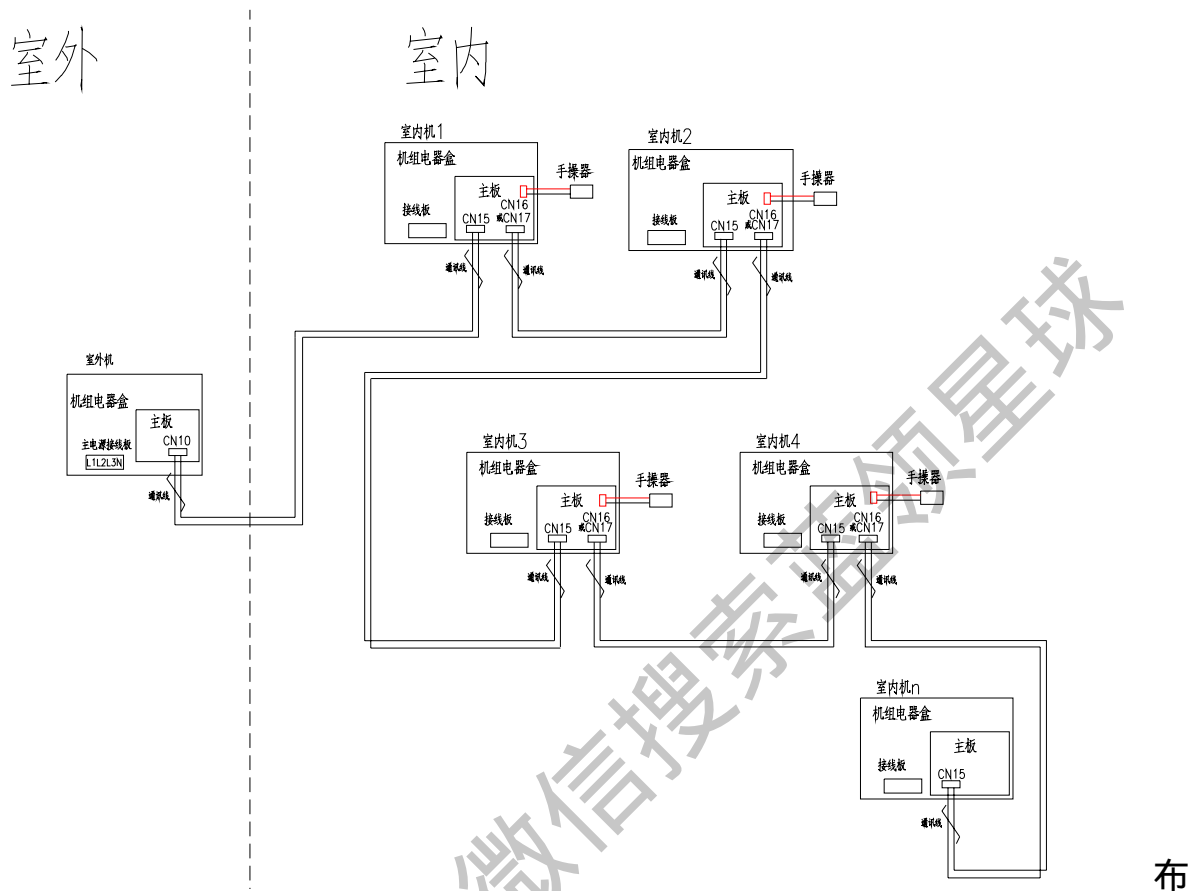 室外
室内
室内机1
机组电器盒
主板
手操器
CN16
接线板
CN15
或CN17
通讯线
通讯线
室内机2
机组电器盒
主板
手操器
CN16
接线板
CN15
或CN17
通讯线
通讯线
室外机
机组电器盒
主板
主电源接线板
CN10
L1L2L3N
通讯线
室内机3
机组电器盒
主板
手操器
CN16
接线板
CN15
或CN17
通讯线
通讯线
室内机4
机组电器盒
主板
手操器
CN16
接线板
CN15
或CN17
通讯线
通讯线
室内机n
机组电器盒
主板
接线板
CN15
通讯线
微信搜索蓝领星球
布